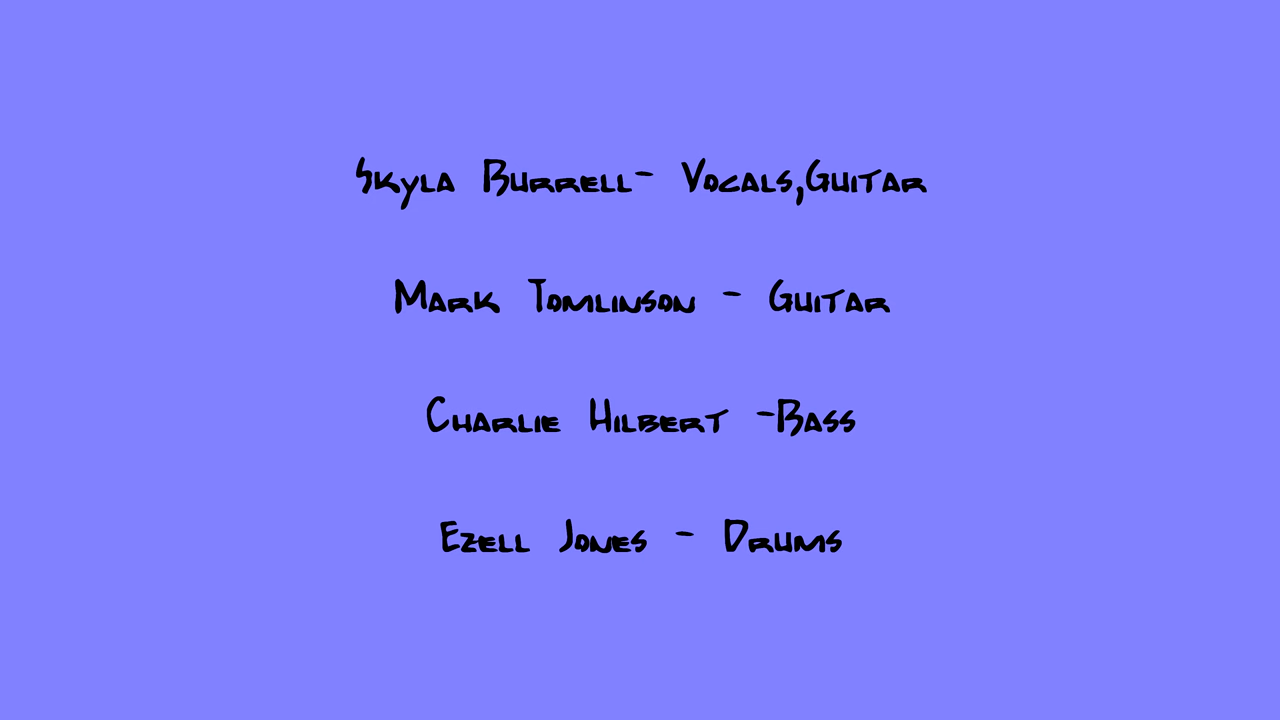 Skyla Burrell- Vocals,Guitar
Mark Tomlinson - Guitar
Charlie Hilbert -Bass
Ezell Jones - Drums